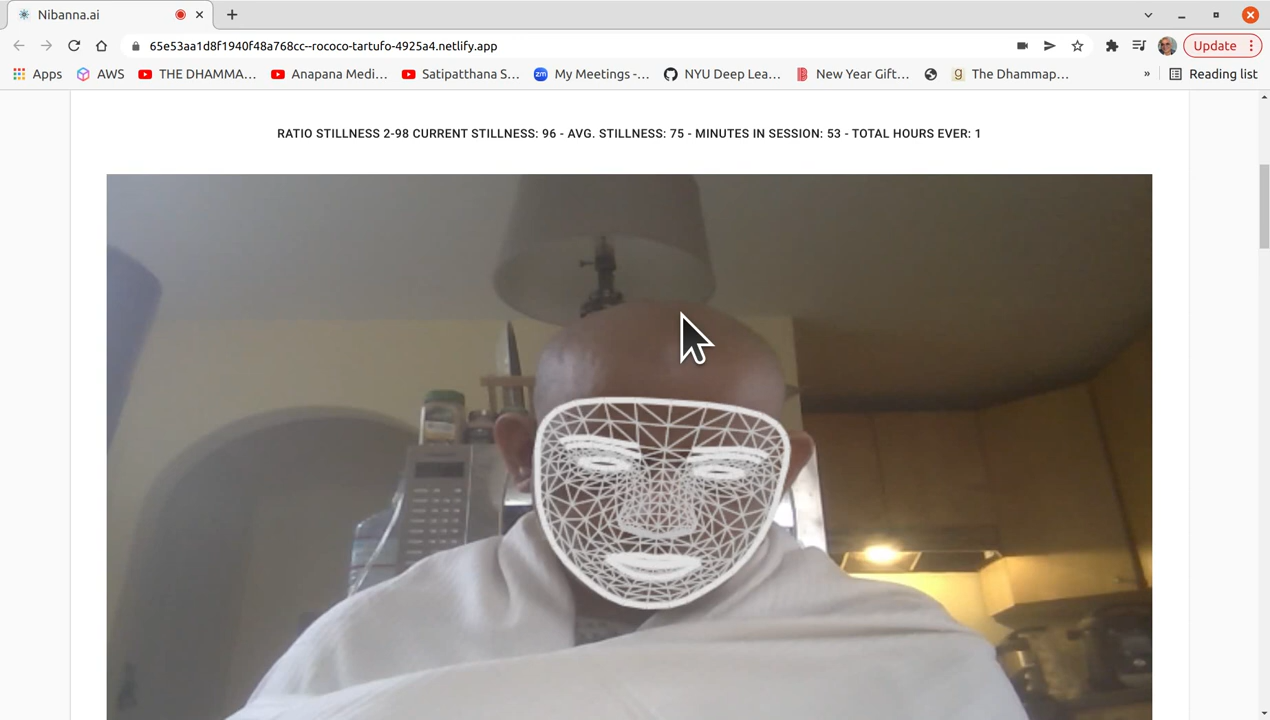 Nibanna.ai
65e53aa1d8f1940f48a768cc--rococo-tartufo-4925a4.netlify.app
Update
Apps AWS THE DHAMMA... Anapana Medi... Satipatthana S... zm My Meetings -... NYU Deep Lea... New Year Gift... g The Dhammap... » Reading list
RATIO STILLNESS 2-98 CURRENT STILLNESS: 96 - AVG. STILLNESS: 75 - MINUTES IN SESSION: 53 - TOTAL HOURS EVER: 1